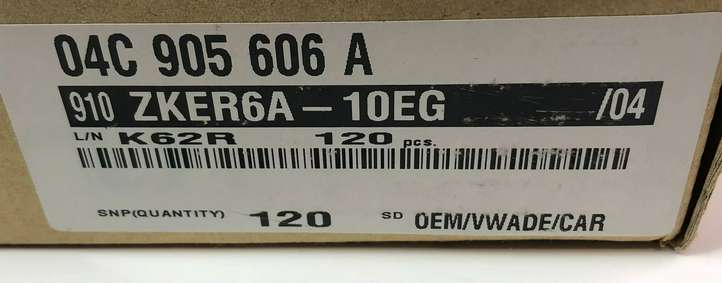 04C 905 606 A
910 ZKER6A-10EG /04
L/N K62R 120 pcs.
SNP(QUANTITY) 120 SD OEM/VWADE/CAR